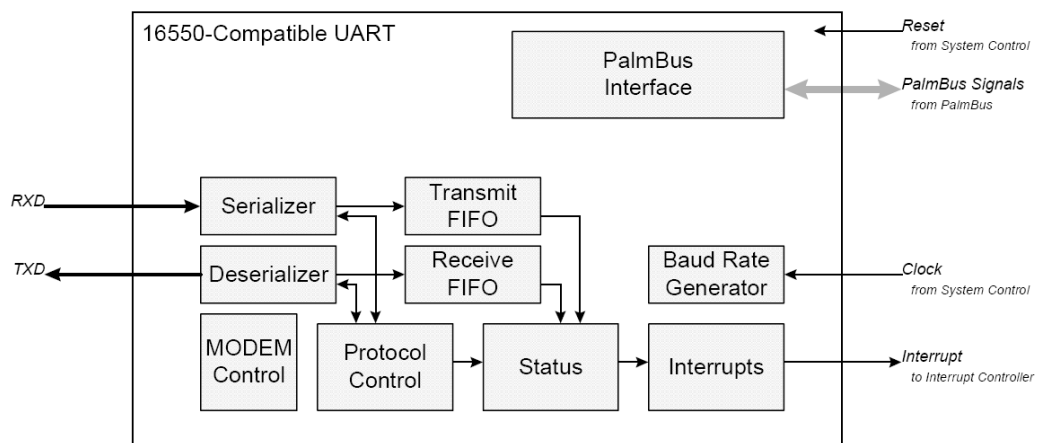 16550-Compatible UART
PalmBus
Interface
Reset
from System Control
PalmBus Signals
from PalmBus
RXD
Serializer
Transmit
FIFO
TXD
Deserializer
Receive
FIFO
Baud Rate
Generator
Clock
from System Control
MODEM
Control
Protocol
Control
Status
Interrupts
Interrupt
to Interrupt Controller